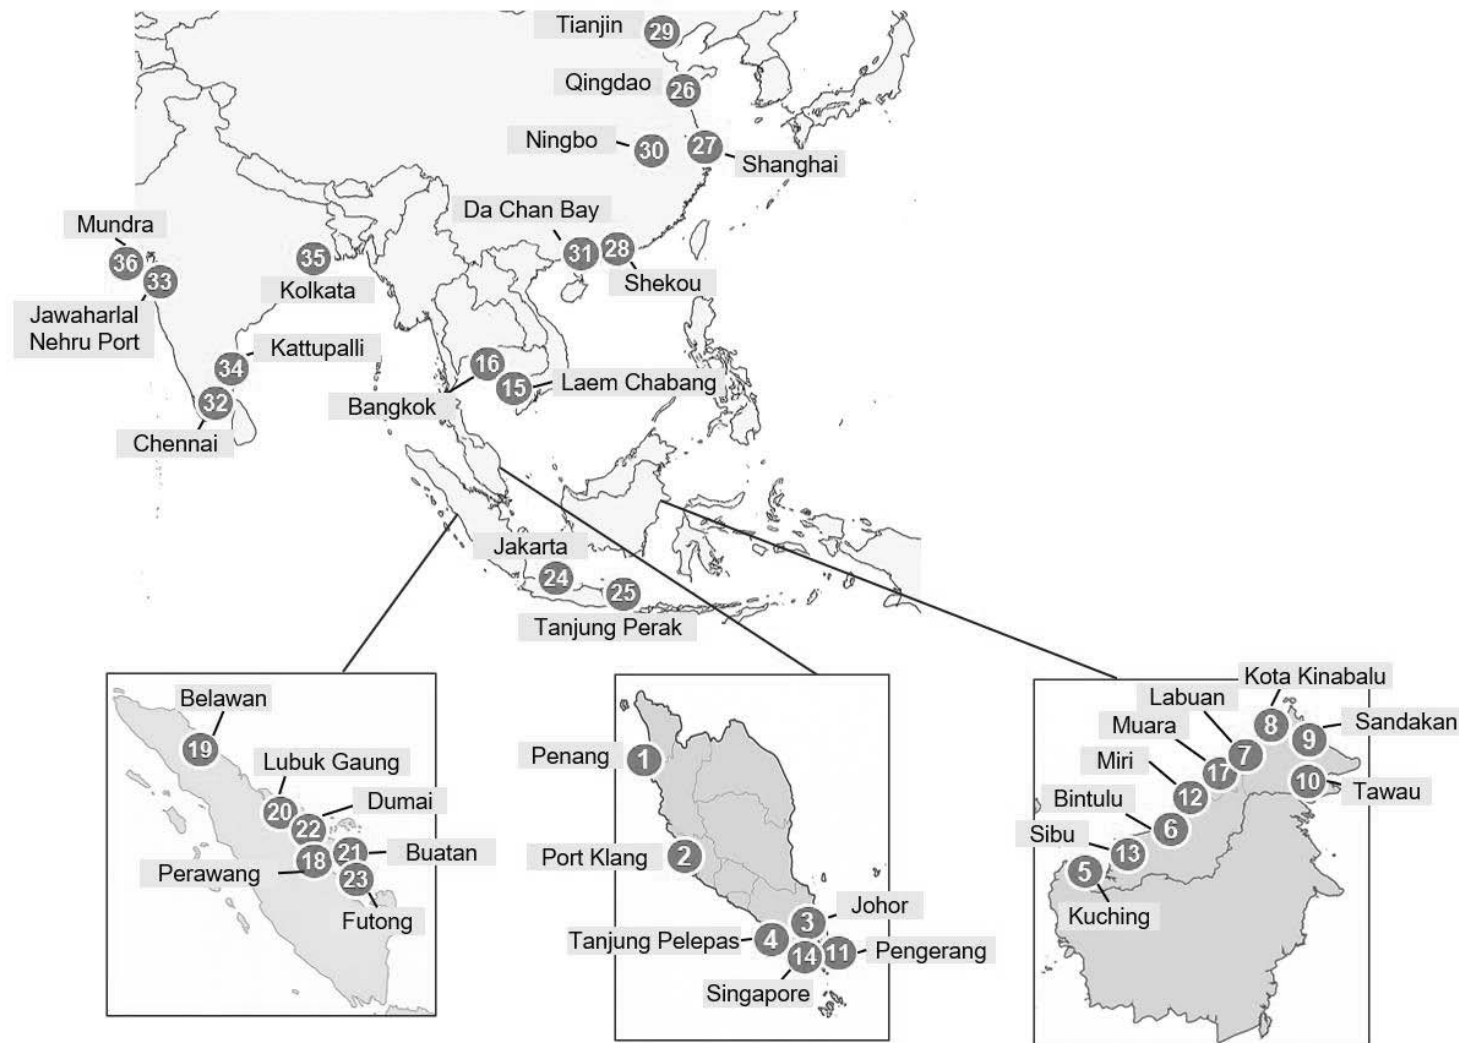 Tianjin
29
Qingdao
26
Ningbo
30
27
Shanghai
Da Chan Bay
31
28
Shekou
Mundra
36
33
Jawaharlal
Nehru Port
35
Kolkata
Kattupalli
34
32
Chennai
16
15
Laem Chabang
Bangkok
Jakarta
24
25
Tanjung Perak
Belawan
19
Lubuk Gaung
20
Dumai
22
18
21
Buatan
Perawang
23
Futong
Penang
1
Port Klang
2
Johor
3
Tanjung Pelepas
4
14
11
Pengerang
Singapore
Kota Kinabalu
Labuan
8
Sandakan
Muara
9
7
Miri
17
10
Tawau
12
Bintulu
6
Sibu
13
5
Kuching